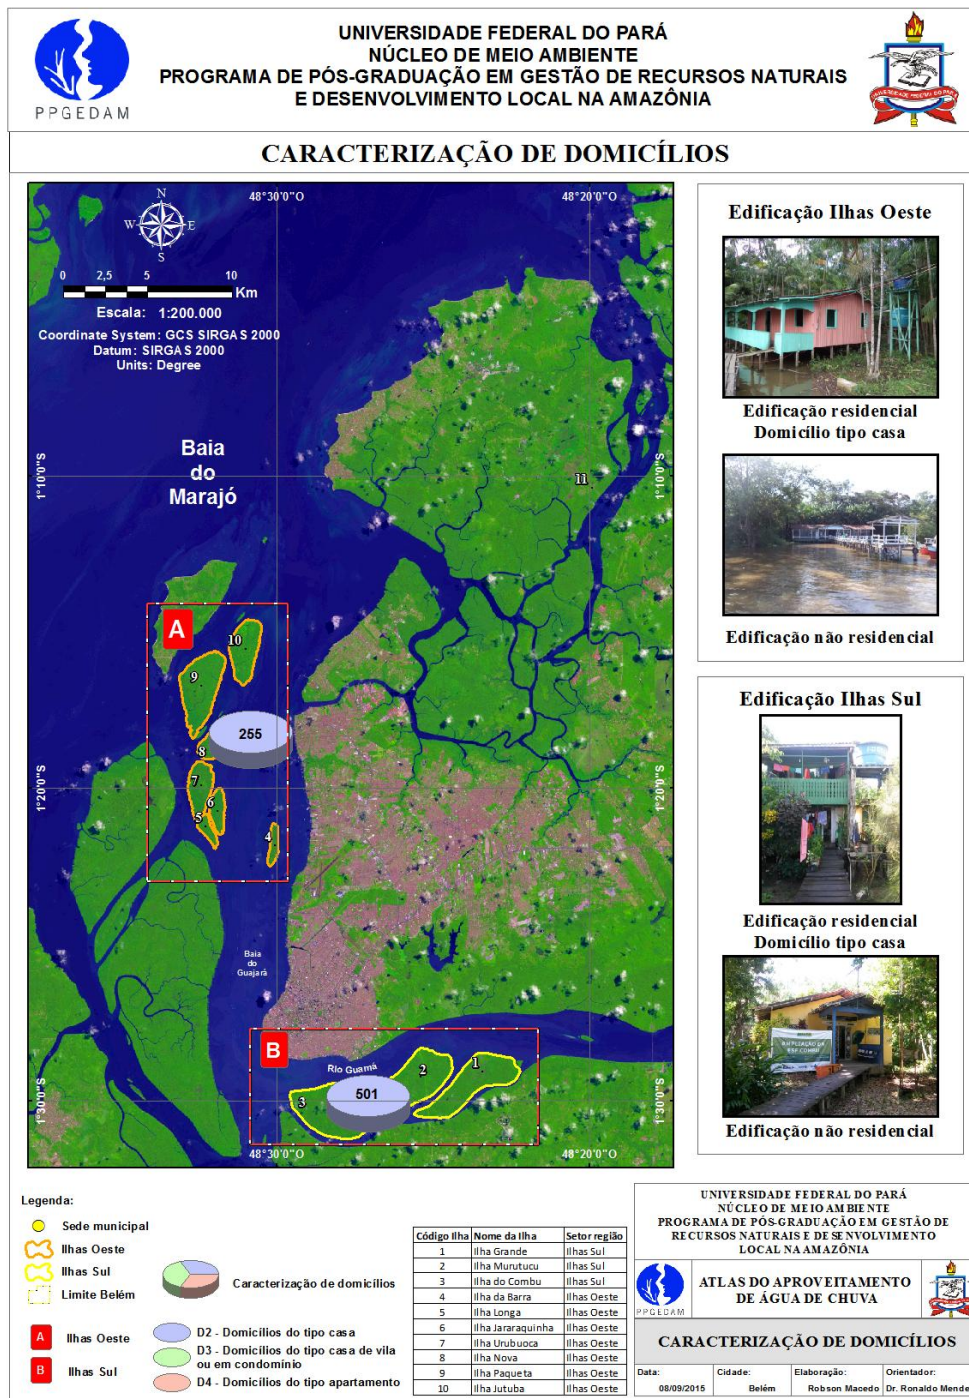 UNIVERSIDADE FEDERAL DO PARÁ
NÚCLEO DE MEIO AMBIENTE
PROGRAMA DE PÓS-GRADUAÇÃO EM GESTÃO DE RECURSOS NATURAIS
E DESENVOLVIMENTO LOCAL NA AMAZÔNIA
PPGEDAM
UNIVERSIDADE FEDERAL DO PARÁ
CARACTERIZAÇÃO DE DOMICÍLIOS
48°30'0"O
48°20'0"O
N
W
E
S
0 2,5 5 10
Km
Escala: 1:200.000
Coordinate System: GCS SIRGAS 2000
Datum: SIRGAS 2000
Units: Degree
Baia
do
Marajó
1°10'0"S
1°10'0"S
11
A
10
9
255
8
7
6
5
4
1°20'0"S
1°20'0"S
Baia
do
Guajará
B
Rio Guamá
2
1
3
501
1°30'0"S
1°30'0"S
48°30'0"O
48°20'0"O
Edificação Ilhas Oeste
Edificação residencial
Domicílio tipo casa
Edificação não residencial
Edificação Ilhas Sul
Edificação residencial
Domicílio tipo casa
AMPLIAÇÃO DA
ESF COMBU
Edificação não residencial
Legenda:
Sede municipal
Ilhas Oeste
Ilhas Sul
Limite Belém
A Ilhas Oeste
B Ilhas Sul
Caracterização de domicílios
D2 - Domicílios do tipo casa
D3 - Domicílios do tipo casa de vila
ou em condomínio
D4 - Domicílios do tipo apartamento
Código Ilha Nome da Ilha Setor região
1 Ilha Grande Ilhas Sul
2 Ilha Murutucu Ilhas Sul
3 Ilha do Combu Ilhas Sul
4 Ilha da Barra Ilhas Oeste
5 Ilha Longa Ilhas Oeste
6 Ilha Jararaquinha Ilhas Oeste
7 Ilha Urubuoca Ilhas Oeste
8 Ilha Nova Ilhas Oeste
9 Ilha Paqueta Ilhas Oeste
10 Ilha Jutuba Ilhas Oeste
UNIVERSIDADE FEDERAL DO PARÁ
NÚCLEO DE MEIO AMBIENTE
PROGRAMA DE PÓS-GRADUAÇÃO EM GESTÃO DE
RECURSOS NATURAIS E DESENVOLVIMENTO
LOCAL NA AMAZÔNIA
PPGEDAM
ATLAS DO APROVEITAMENTO
DE ÁGUA DE CHUVA
CARACTERIZAÇÃO DE DOMICÍLIOS
Data: Cidade: Elaboração: Orientador:
08/09/2015 Belém Robson Macedo Dr. Ronaldo